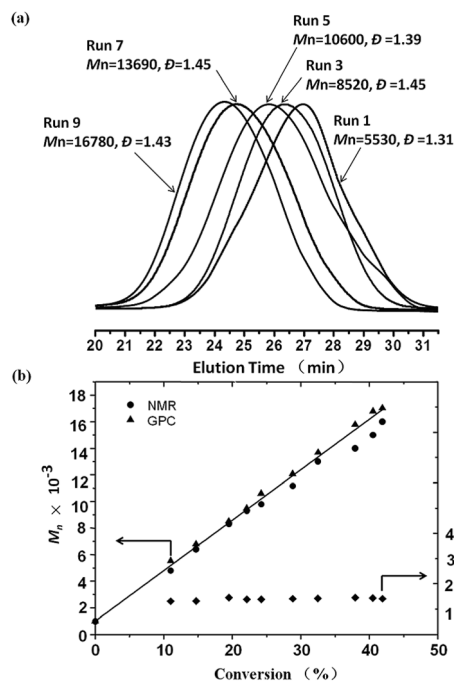 (a)
Run 7
Mn=13690, Đ=1.45
Run 5
Mn=10600, Đ=1.39
Run 3
Mn=8520, Đ=1.45
Run 9
Mn=16780, Đ=1.43
Run 1
Mn=5530, Đ=1.31
20 21 22 23 24 25 26 27 28 29 30 31
Elution Time （min）
(b)
NMR
GPC
18
16
14
12
10
8
6
4
2
0
Mn × 10-3
4
3
2
1
0 10 20 30 40 50
Conversion（%）